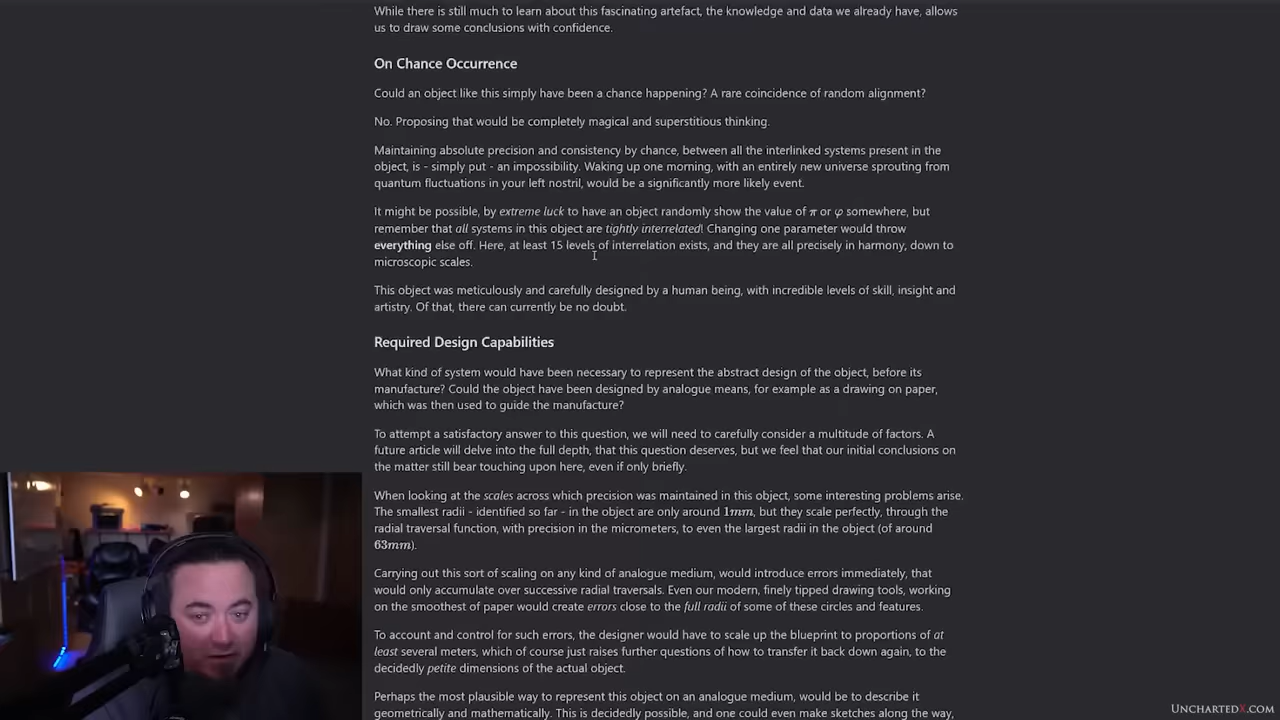 While there is still much to learn about this fascinating artefact, the knowledge and data we already have, allows
us to draw some conclusions with confidence.
On Chance Occurrence
Could an object like this simply have been a chance happening? A rare coincidence of random alignment?
No. Proposing that would be completely magical and superstitious thinking.
Maintaining absolute precision and consistency by chance, between all the interlinked systems present in the
object, is - simply put - an impossibility. Waking up one morning, with an entirely new universe sprouting from
quantum fluctuations in your left nostril, would be a significantly more likely event.
It might be possible, by extreme luck to have an object randomly show the value of π or φ somewhere, but
remember that all systems in this object are tightly interrelated! Changing one parameter would throw
everything else off. Here, at least 15 levels of interrelation exists, and they are all precisely in harmony, down to
microscopic scales.
This object was meticulously and carefully designed by a human being, with incredible levels of skill, insight and
artistry. Of that, there can currently be no doubt.
Required Design Capabilities
What kind of system would have been necessary to represent the abstract design of the object, before its
manufacture? Could the object have been designed by analogue means, for example as a drawing on paper,
which was then used to guide the manufacture?
To attempt a satisfactory answer to this question, we will need to carefully consider a multitude of factors. A
future article will delve into the full depth, that this question deserves, but we feel that our initial conclusions on
the matter still bear touching upon here, even if only briefly.
When looking at the scales across which precision was maintained in this object, some interesting problems arise.
The smallest radii - identified so far - in the object are only around 1mm, but they scale perfectly, through the
radial traversal function, with precision in the micrometers, to even the largest radii in the object (of around
63mm).
Carrying out this sort of scaling on any kind of analogue medium, would introduce errors immediately, that
would only accumulate over successive radial traversals. Even our modern, finely tipped drawing tools, working
on the smoothest of paper would create errors close to the full radii of some of these circles and features.
To account and control for such errors, the designer would have to scale up the blueprint to proportions of at
least several meters, which of course just raises further questions of how to transfer it back down again, to the
decidedly petite dimensions of the actual object.
Perhaps the most plausible way to represent this object on an analogue medium, would be to describe it
geometrically and mathematically. This is decidedly possible, and one could even make sketches along the way,
UNCHARTEDX.COM